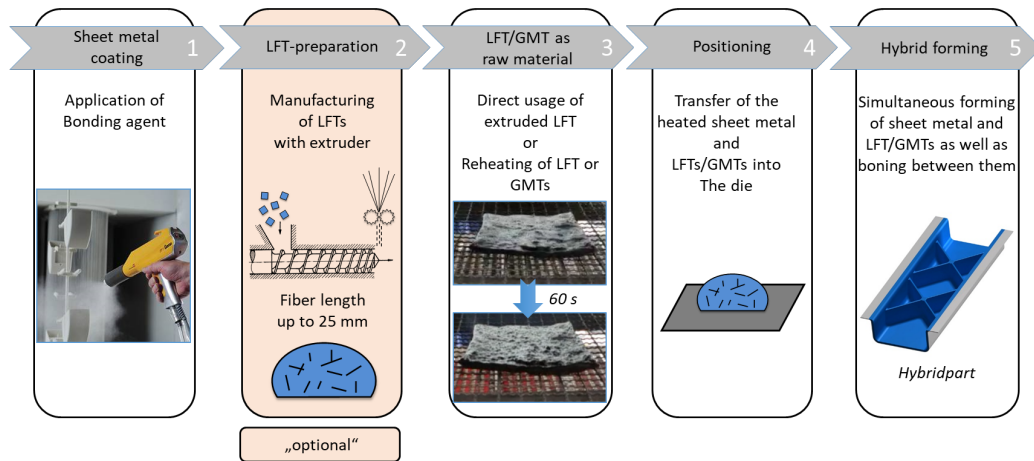 Sheet metal
coating
1
Application of
Bonding agent
LFT-preparation
2
Manufacturing
of LFTs
with extruder
Fiber length
up to 25 mm
„optional“
LFT/GMT as
raw material
3
Direct usage of
extruded LFT
or
Reheating of LFT or
GMTs
60 s
Positioning
4
Transfer of the
heated sheet metal
and
LFTs/GMTs into
The die
Hybrid forming
5
Simultaneous forming
of sheet metal and
LFT/GMTs as well as
boning between them
Hybridpart